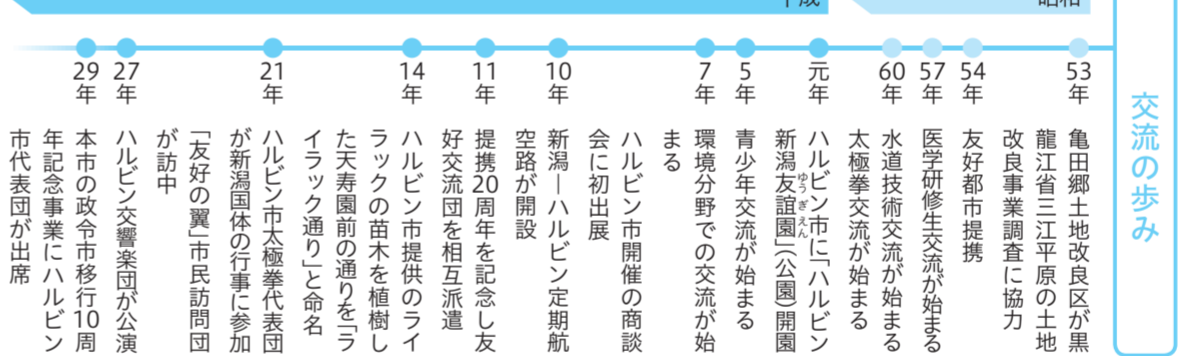 交流の歩み
昭和
53年
亀田郷土地改良区が黒
龍江省三江平原の土地
改良事業調査に協力
54年
友好都市提携
57年
医学研修生交流が始まる
60年
水道技術交流が始まる
太極拳交流が始まる
平成
元年
ハルビン市に「ハルビン
新潟友誼園」(公園)開園
ゆうぎえん
5年
青少年交流が始まる
7年
環境分野での交流が始
まる
ハルビン市開催の商談
会に初出展
10年
新潟―ハルビン定期航
空路が開設
11年
提携20周年を記念し友
好交流団を相互派遣
14年
ハルビン市提供のライ
ラックの苗木を植樹し
た天寿園前の通りを「ラ
イラック通り」と命名
21年
ハルビン市太極拳代表団
が新潟国体の行事に参加
「友好の翼」市民訪問団
が訪中
27年
ハルビン交響楽団が公演
29年
本市の政令市移行10周
年記念事業にハルビン
市代表団が出席